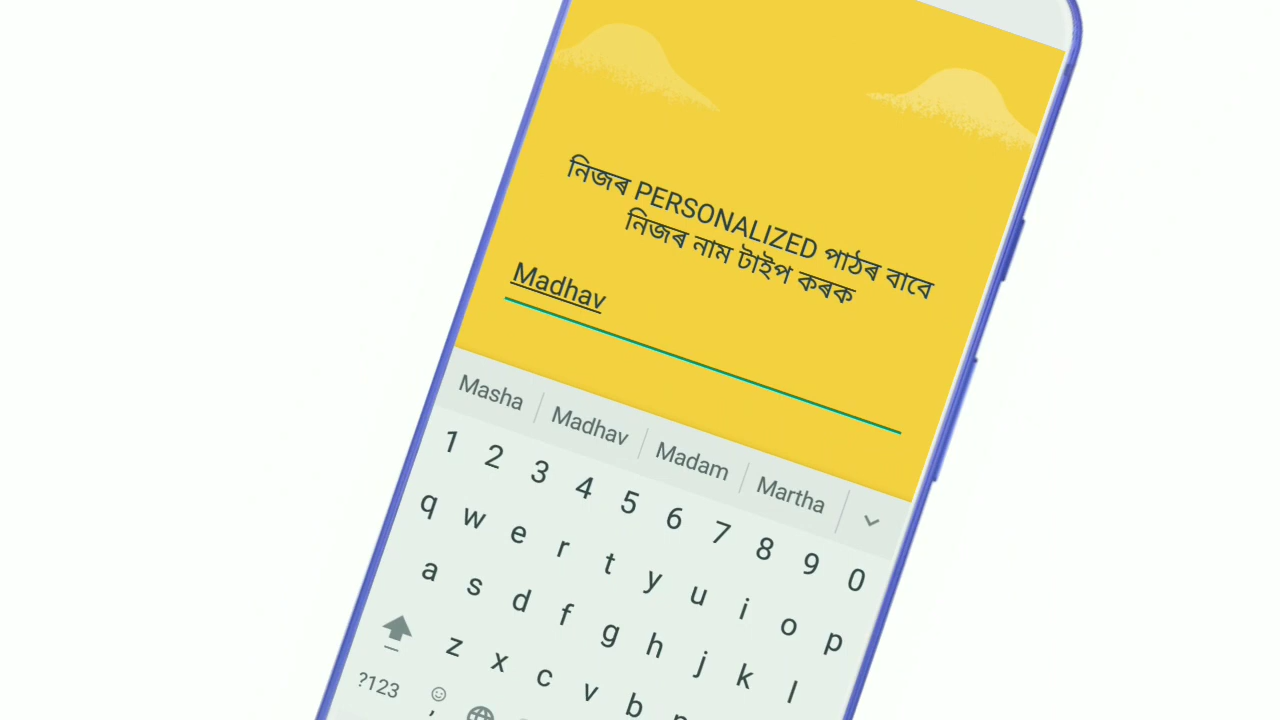 নিজৰ PERSONALIZED পাঠৰ বাবে
নিজৰ নাম টাইপ কৰক
Madhav
Masha Madhav Madam Martha
1 2 3 4 5 6 7 8 9 0
q w e r t y u i o p
a s d f g h j k l
z x c v b
?123 ,